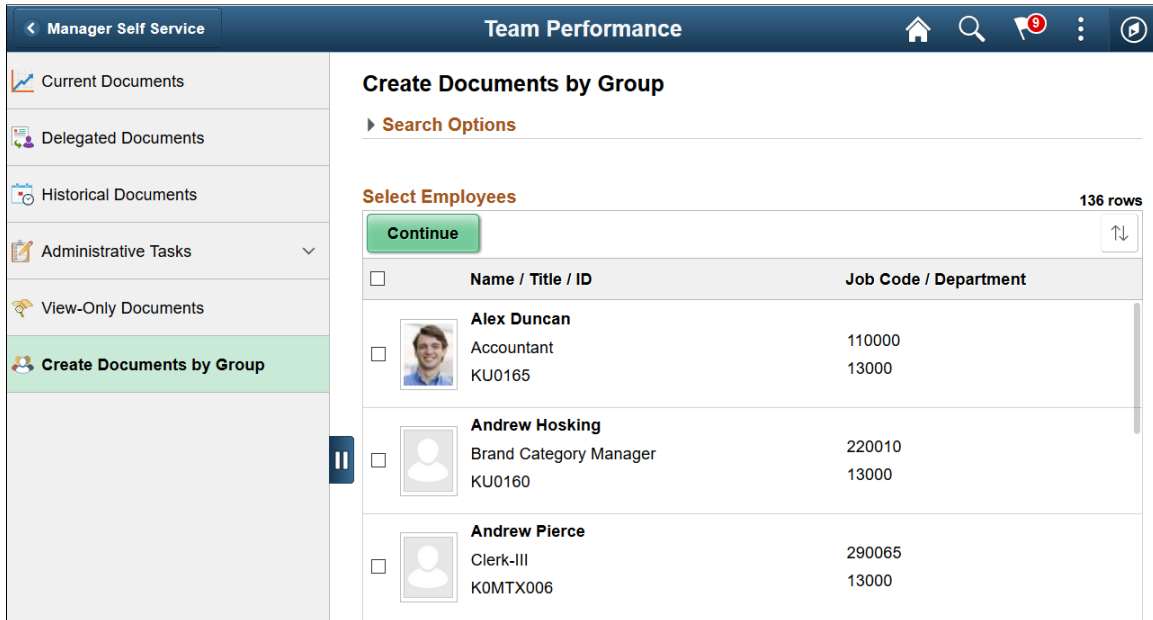 Manager Self Service
Team Performance
9
Current Documents
Delegated Documents
Historical Documents
Administrative Tasks
View-Only Documents
Create Documents by Group
Create Documents by Group
Search Options
Select Employees
136 rows
Continue
Name / Title / ID
Job Code / Department
Alex Duncan
Accountant
KU0165
110000
13000
Andrew Hosking
Brand Category Manager
KU0160
220010
13000
Andrew Pierce
Clerk-III
K0MTX006
290065
13000